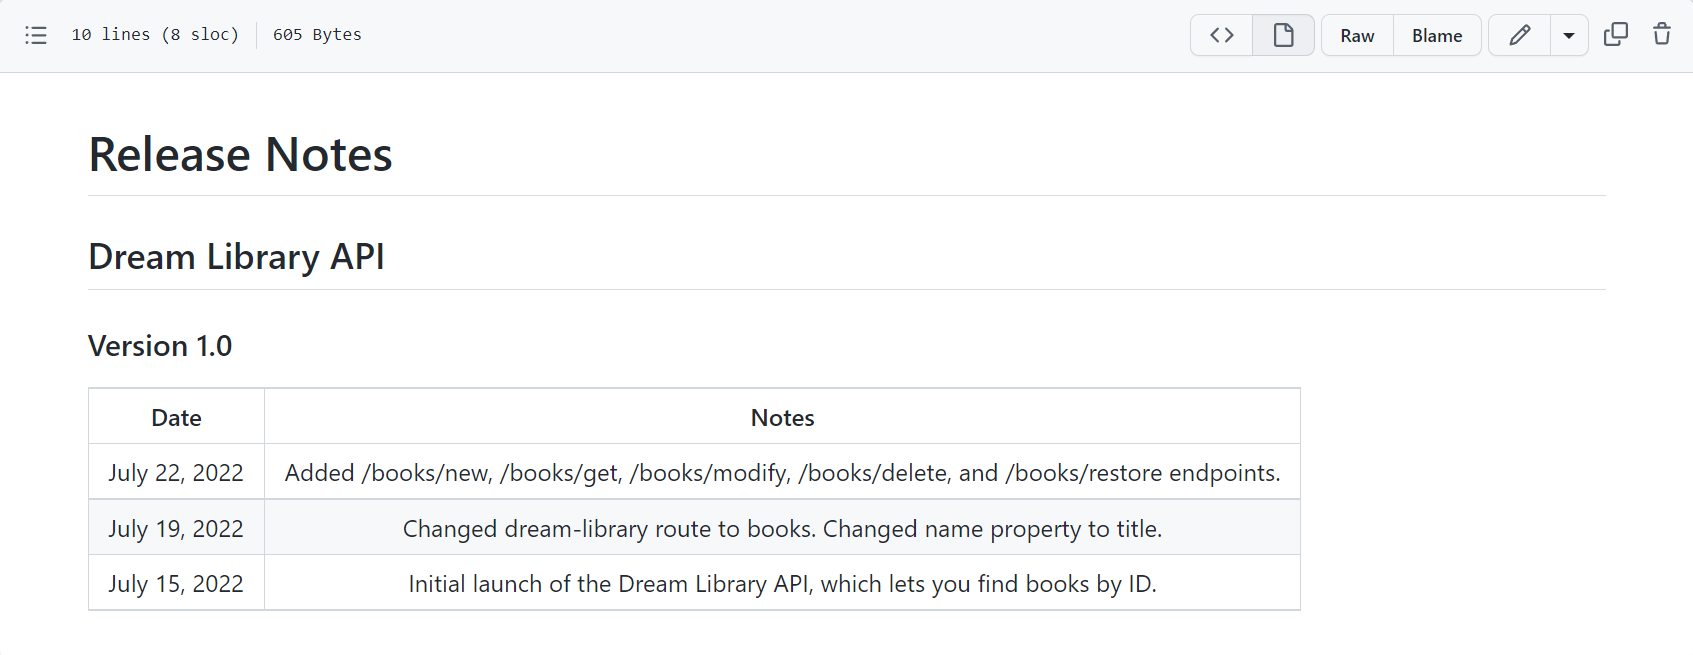 10 lines (8 sloc) 605 Bytes Raw Blame
Release Notes
Dream Library API
Version 1.0
Date Notes
July 22, 2022 Added /books/new, /books/get, /books/modify, /books/delete, and /books/restore endpoints.
July 19, 2022 Changed dream-library route to books. Changed name property to title.
July 15, 2022 Initial launch of the Dream Library API, which lets you find books by ID.